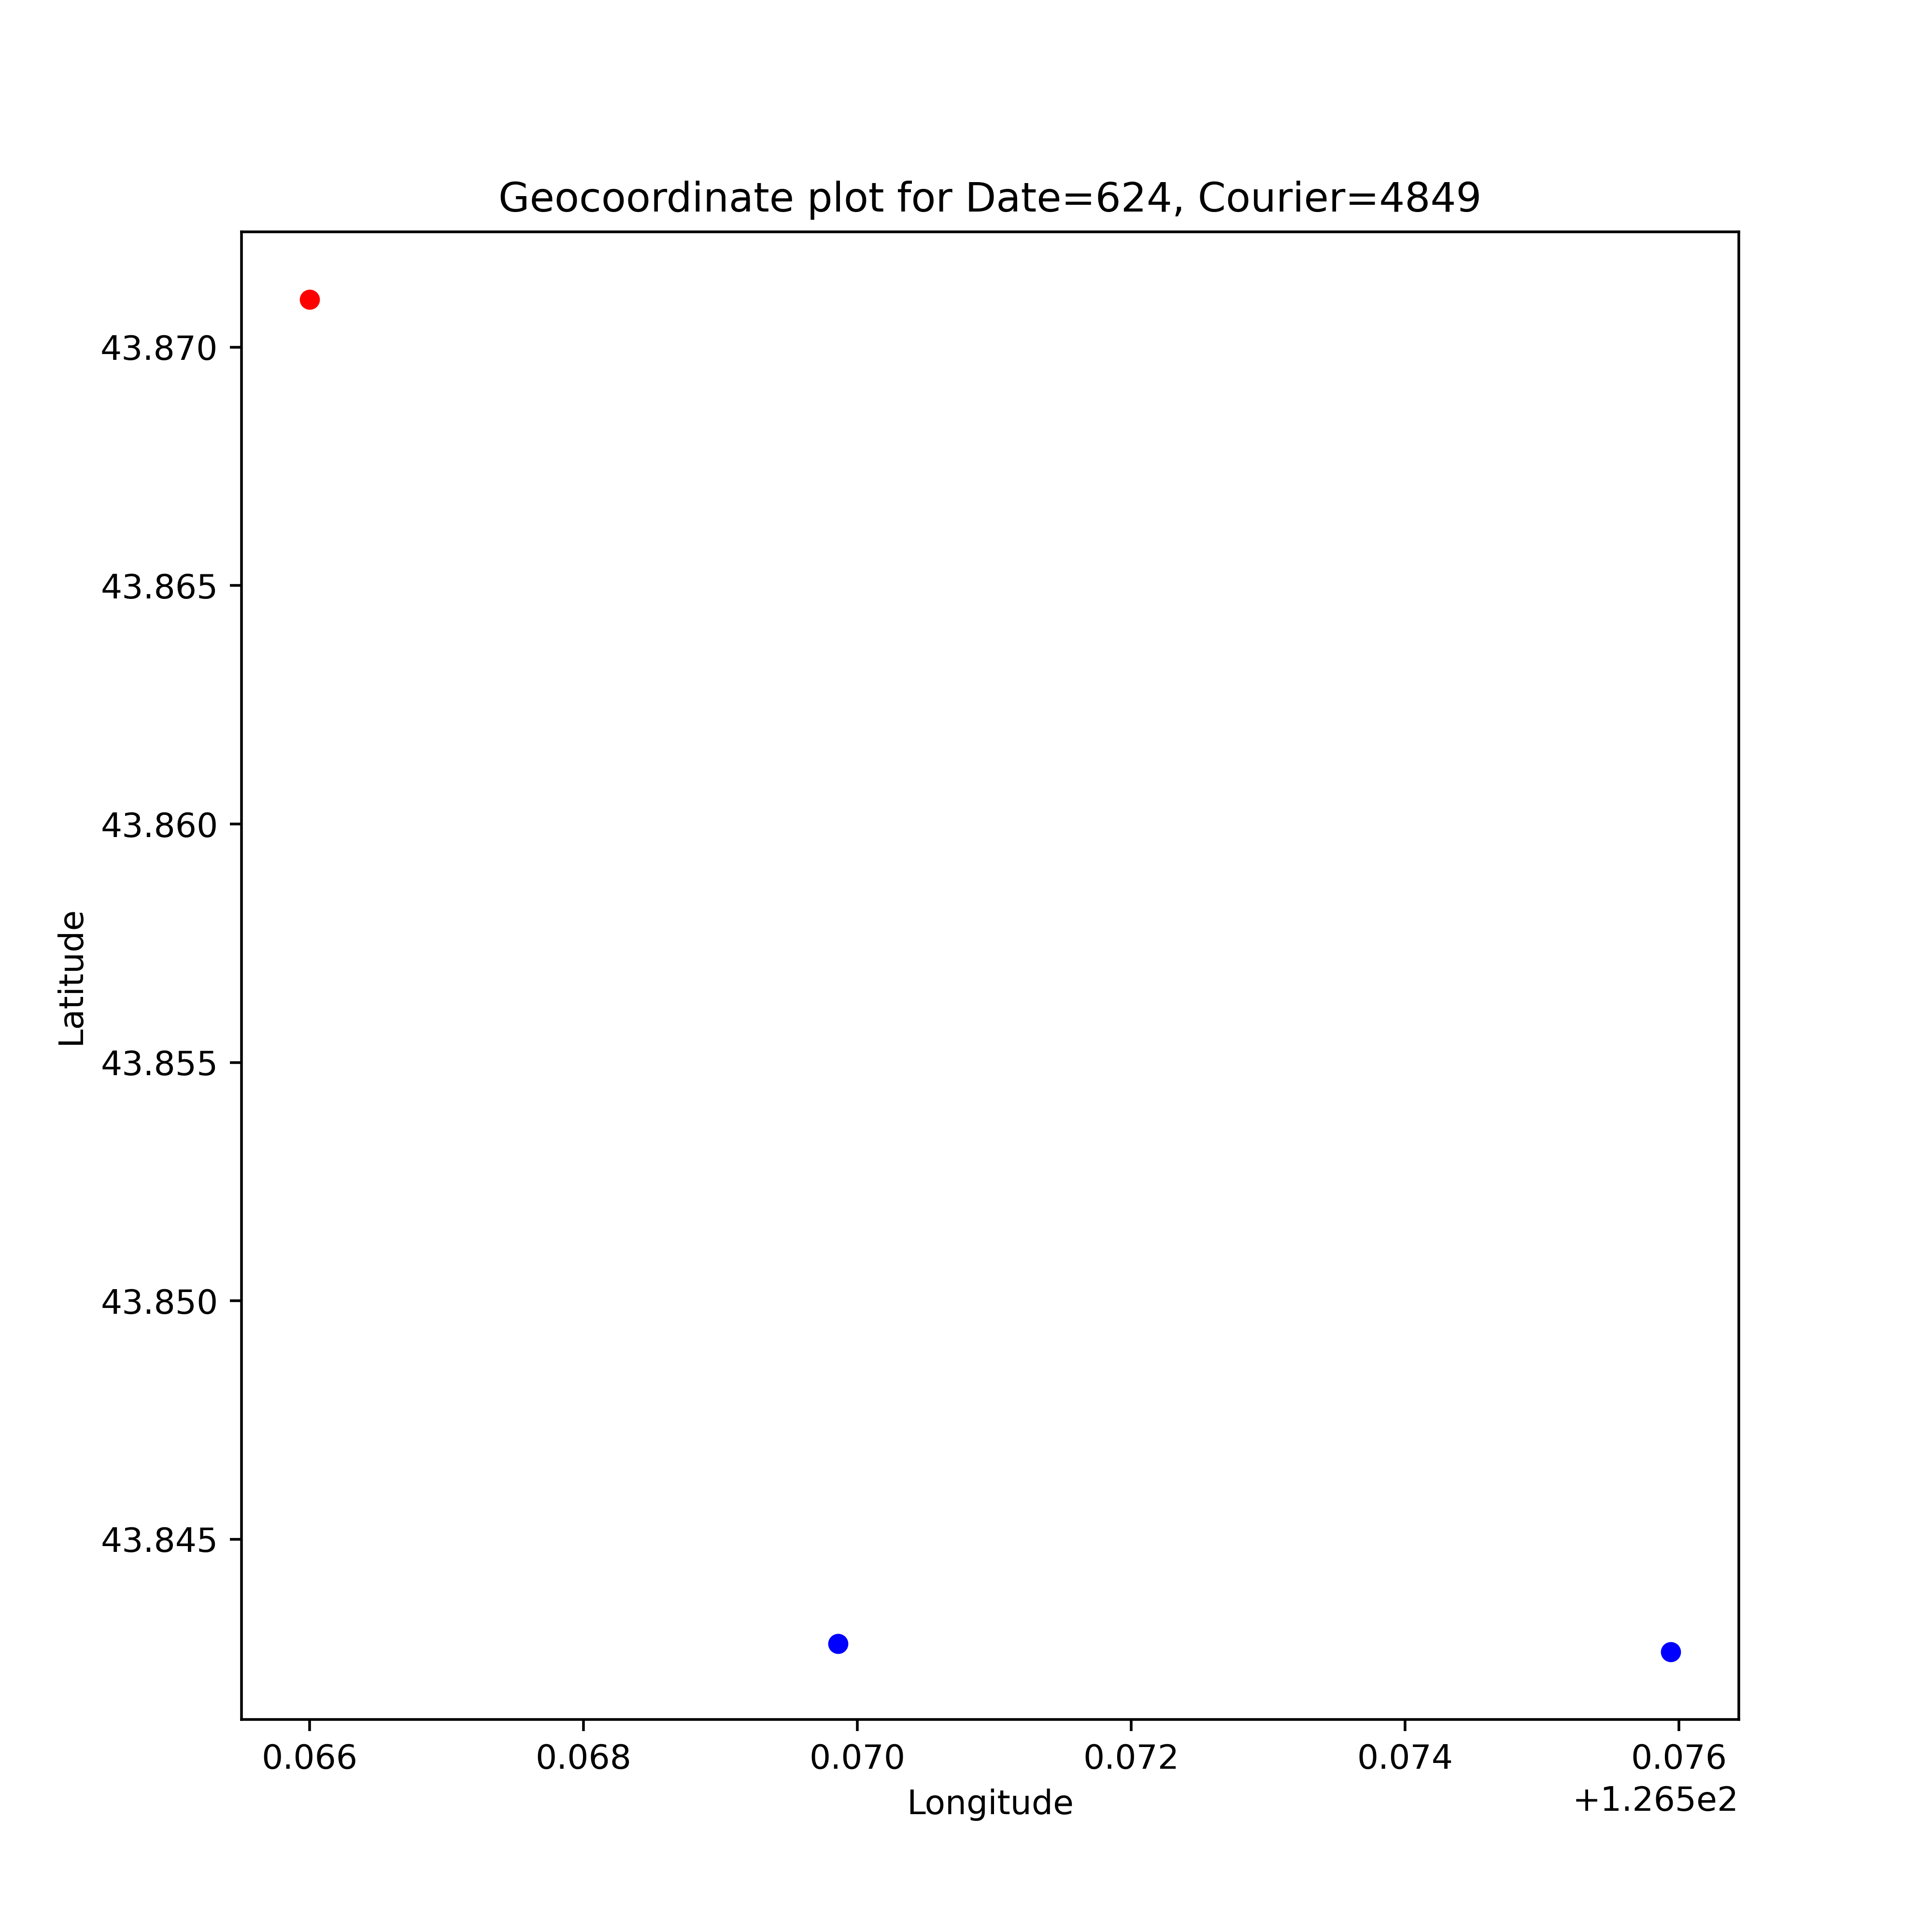 Geocoordinate plot for Date=624, Courier=4849
43.870
43.865
43.860
43.855
43.850
43.845
Latitude
0.066 0.068 0.070 0.072 0.074 0.076
Longitude
+1.265e2